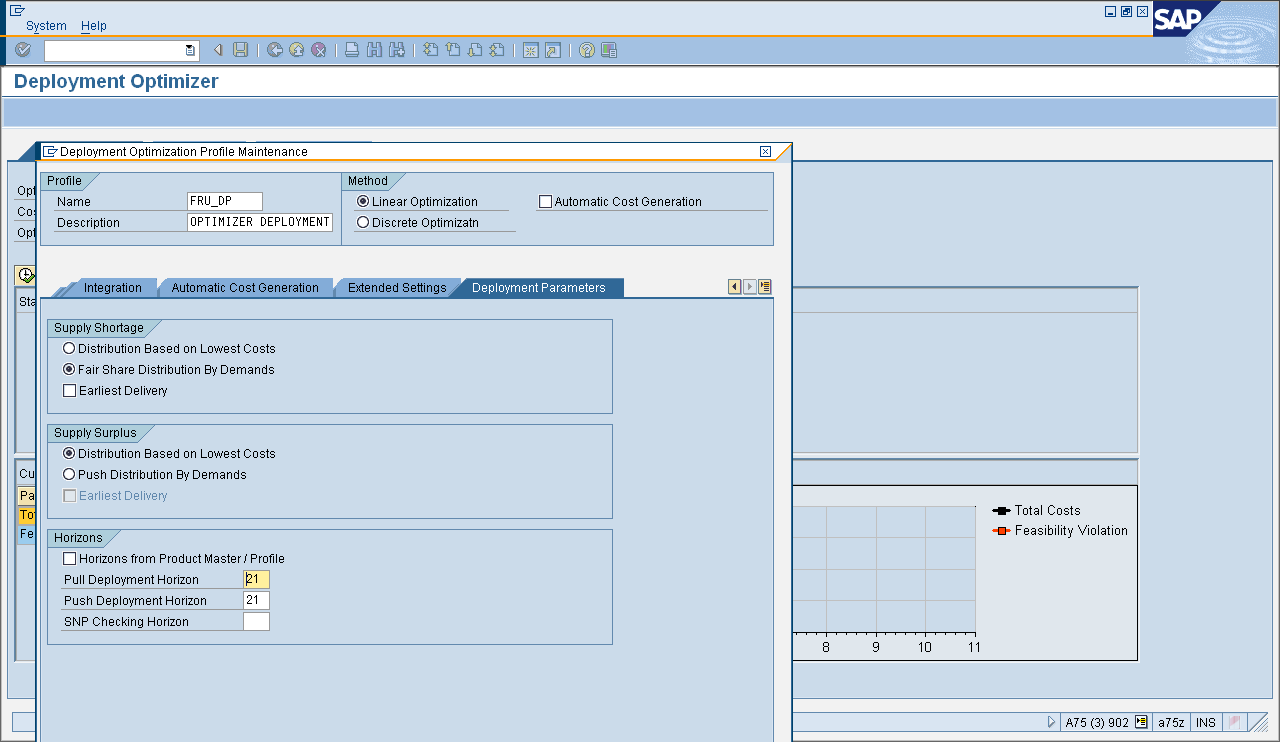 System Help
SAP
Deployment Optimizer
Deployment Optimization Profile Maintenance
Profile
Method
Name FRU_DP
Linear Optimization
Automatic Cost Generation
Description OPTIMIZER DEPLOYMENT
Discrete Optimizatn
Integration Automatic Cost Generation Extended Settings Deployment Parameters
Supply Shortage
Distribution Based on Lowest Costs
Fair Share Distribution By Demands
Earliest Delivery
Supply Surplus
Distribution Based on Lowest Costs
Push Distribution By Demands
Earliest Delivery
Horizons
Horizons from Product Master / Profile
Pull Deployment Horizon 21
Push Deployment Horizon 21
SNP Checking Horizon
Opt
Cos
Opt
Sta
Cu
Pa
Tot
Fe
Total Costs
Feasibility Violation
8 9 10 11
A75 (3) 902 a75z INS